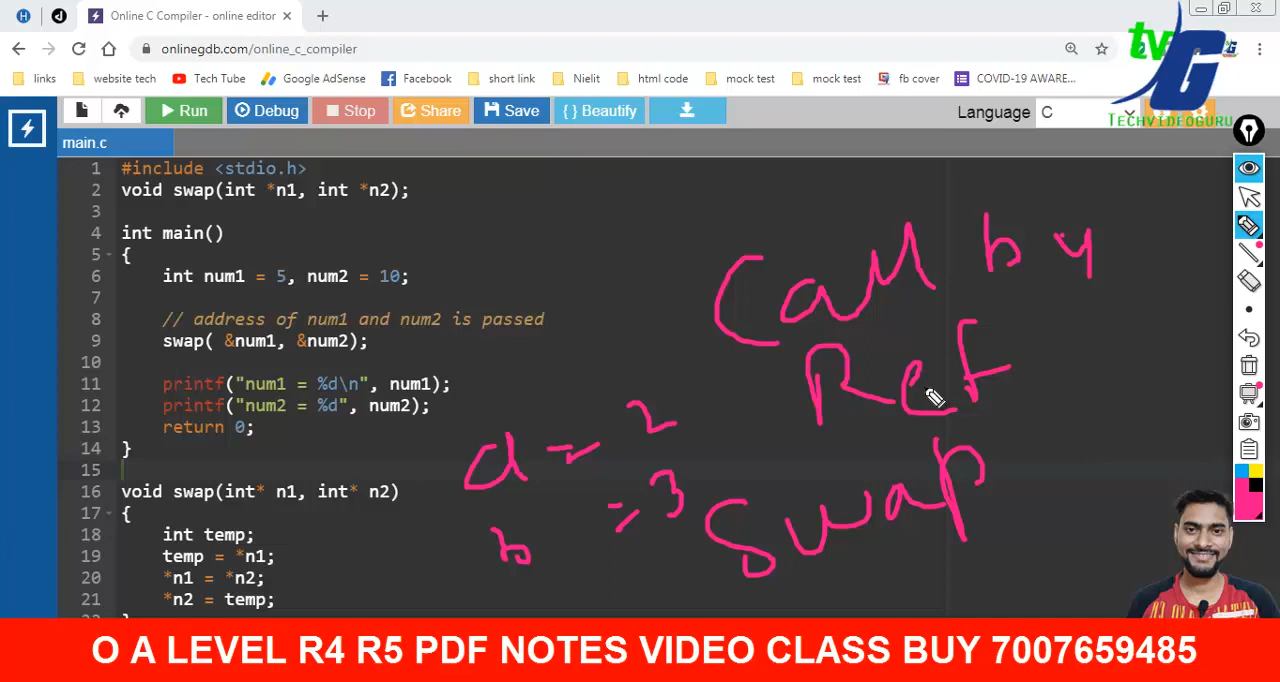 Online C Compiler - online editor
onlinegdb.com/online_c_compiler
links website tech Tech Tube Google AdSense Facebook short link Nielit html code mock test mock test fb cover COVID-19 AWARE...
tv
G
TECHVIDEOGURU
Run Debug Stop Share Save { } Beautify Language C
main.c
1 #include <stdio.h>
2 void swap(int *n1, int *n2);
3
4 int main()
5 {
6 int num1 = 5, num2 = 10;
7
8 // address of num1 and num2 is passed
9 swap( &num1, &num2);
10
11 printf("num1 = %d\n", num1);
12 printf("num2 = %d", num2);
13 return 0;
14 }
15
16 void swap(int* n1, int* n2)
17 {
18 int temp;
19 temp = *n1;
20 *n1 = *n2;
21 *n2 = temp;
Call by
Ref
a = 2
b = 3
Swap
O A LEVEL R4 R5 PDF NOTES VIDEO CLASS BUY 7007659485